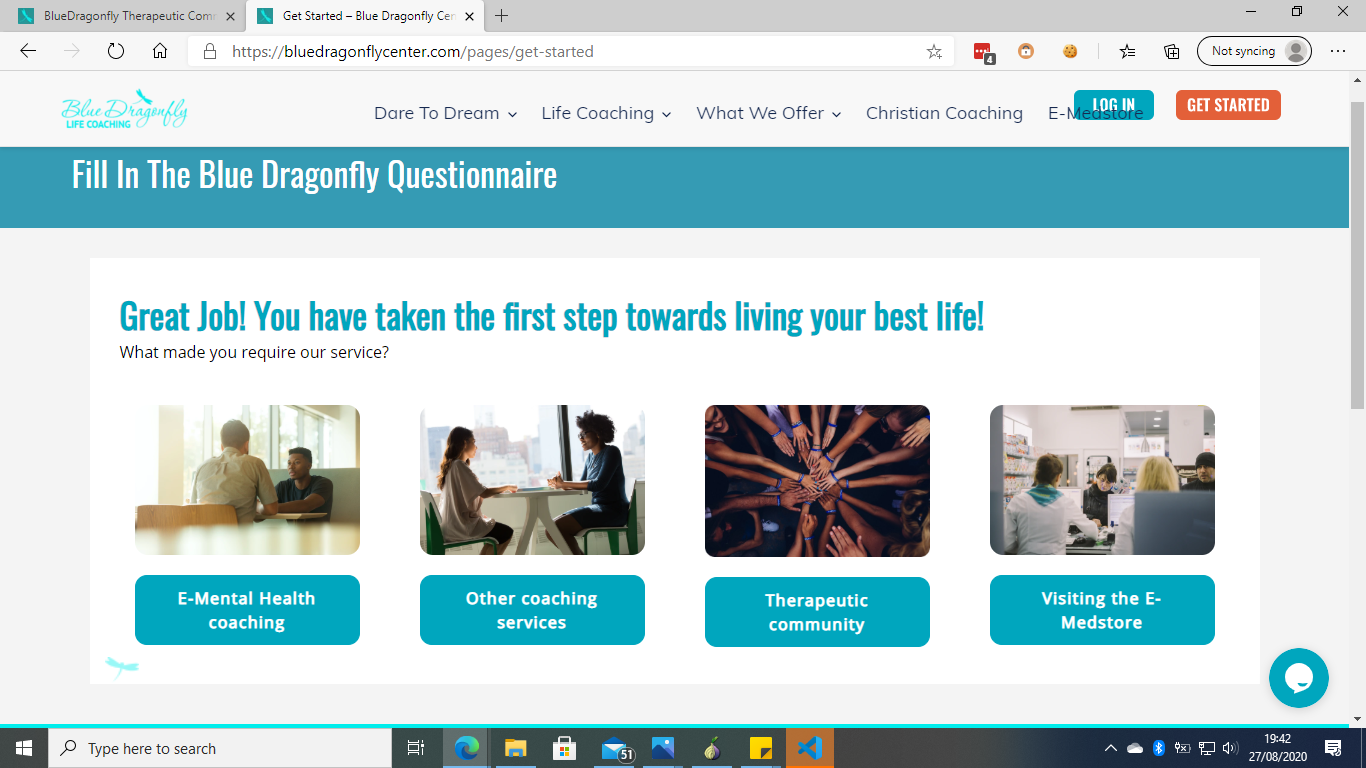 BlueDragonfly Therapeutic Com
Get Started – Blue Dragonfly Cen
https://bluedragonflycenter.com/pages/get-started
4
Not syncing
Blue Dragonfly
LIFE COACHING
Dare To Dream
Life Coaching
What We Offer
Christian Coaching
E-Medstore
LOG IN
GET STARTED
Fill In The Blue Dragonfly Questionnaire
Great Job! You have taken the first step towards living your best life!
What made you require our service?
E-Mental Health
coaching
Other coaching
services
Therapeutic
community
Visiting the E-
Medstore
Type here to search
51
19:42
27/08/2020